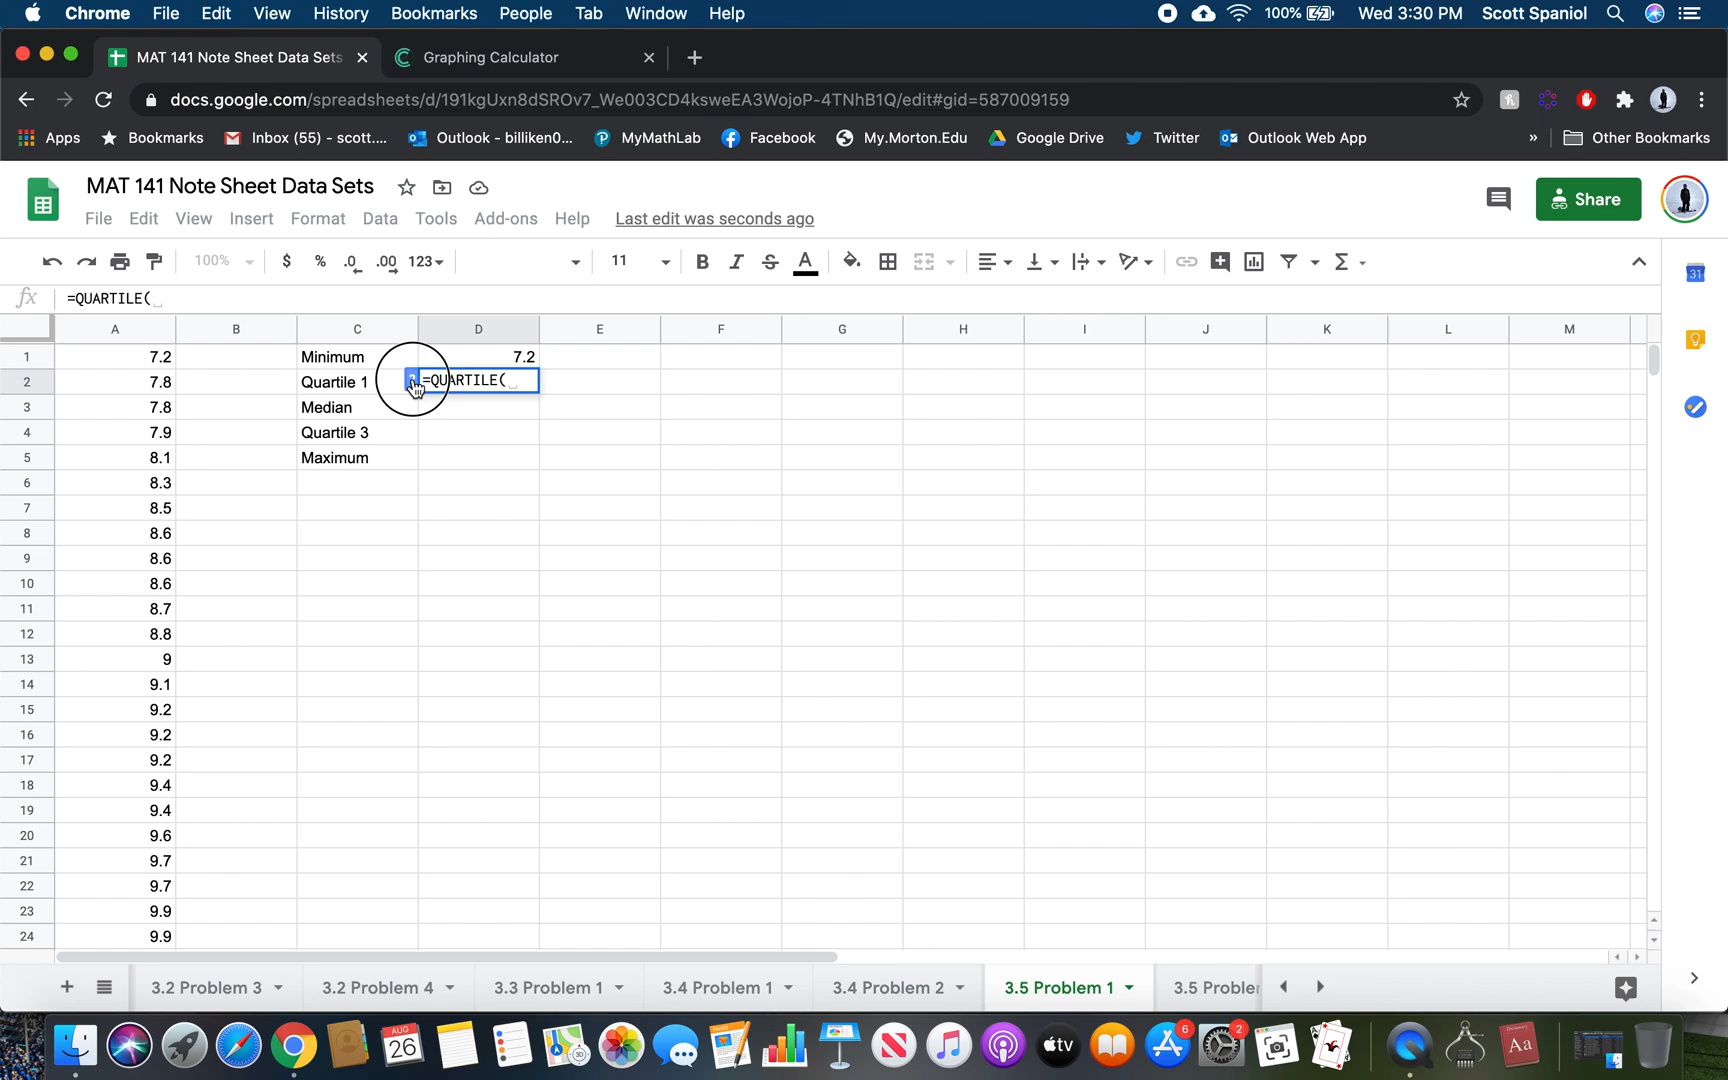 Chrome File Edit View History Bookmarks People Tab Window Help 100% Wed 3:30 PM Scott Spaniol
MAT 141 Note Sheet Data Sets Graphing Calculator
docs.google.com/spreadsheets/d/191kgUxn8dSROv7_We003CD4ksweEA3WojoP-4TNhB1Q/edit#gid=587009159
Apps Bookmarks Inbox (55) - scott.... Outlook - billiken0... MyMathLab Facebook My.Morton.Edu Google Drive Twitter Outlook Web App » Other Bookmarks
MAT 141 Note Sheet Data Sets
Share
File Edit View Insert Format Data Tools Add-ons Help Last edit was seconds ago
100% $ % .0 .00 123 11 B I S A Σ
31
fx =QUARTILE(
A B C D E F G H I J K L M
1 7.2 Minimum 7.2
2 7.8 Quartile 1 ? =QUARTILE(
3 7.8 Median
4 7.9 Quartile 3
5 8.1 Maximum
6 8.3
7 8.5
8 8.6
9 8.6
10 8.6
11 8.7
12 8.8
13 9
14 9.1
15 9.2
16 9.2
17 9.2
18 9.4
19 9.4
20 9.6
21 9.7
22 9.7
23 9.9
24 9.9
+ 3.2 Problem 3 3.2 Problem 4 3.3 Problem 1 3.4 Problem 1 3.4 Problem 2 3.5 Problem 1 3.5 Probler
AUG 26 tv 6 2 Aa